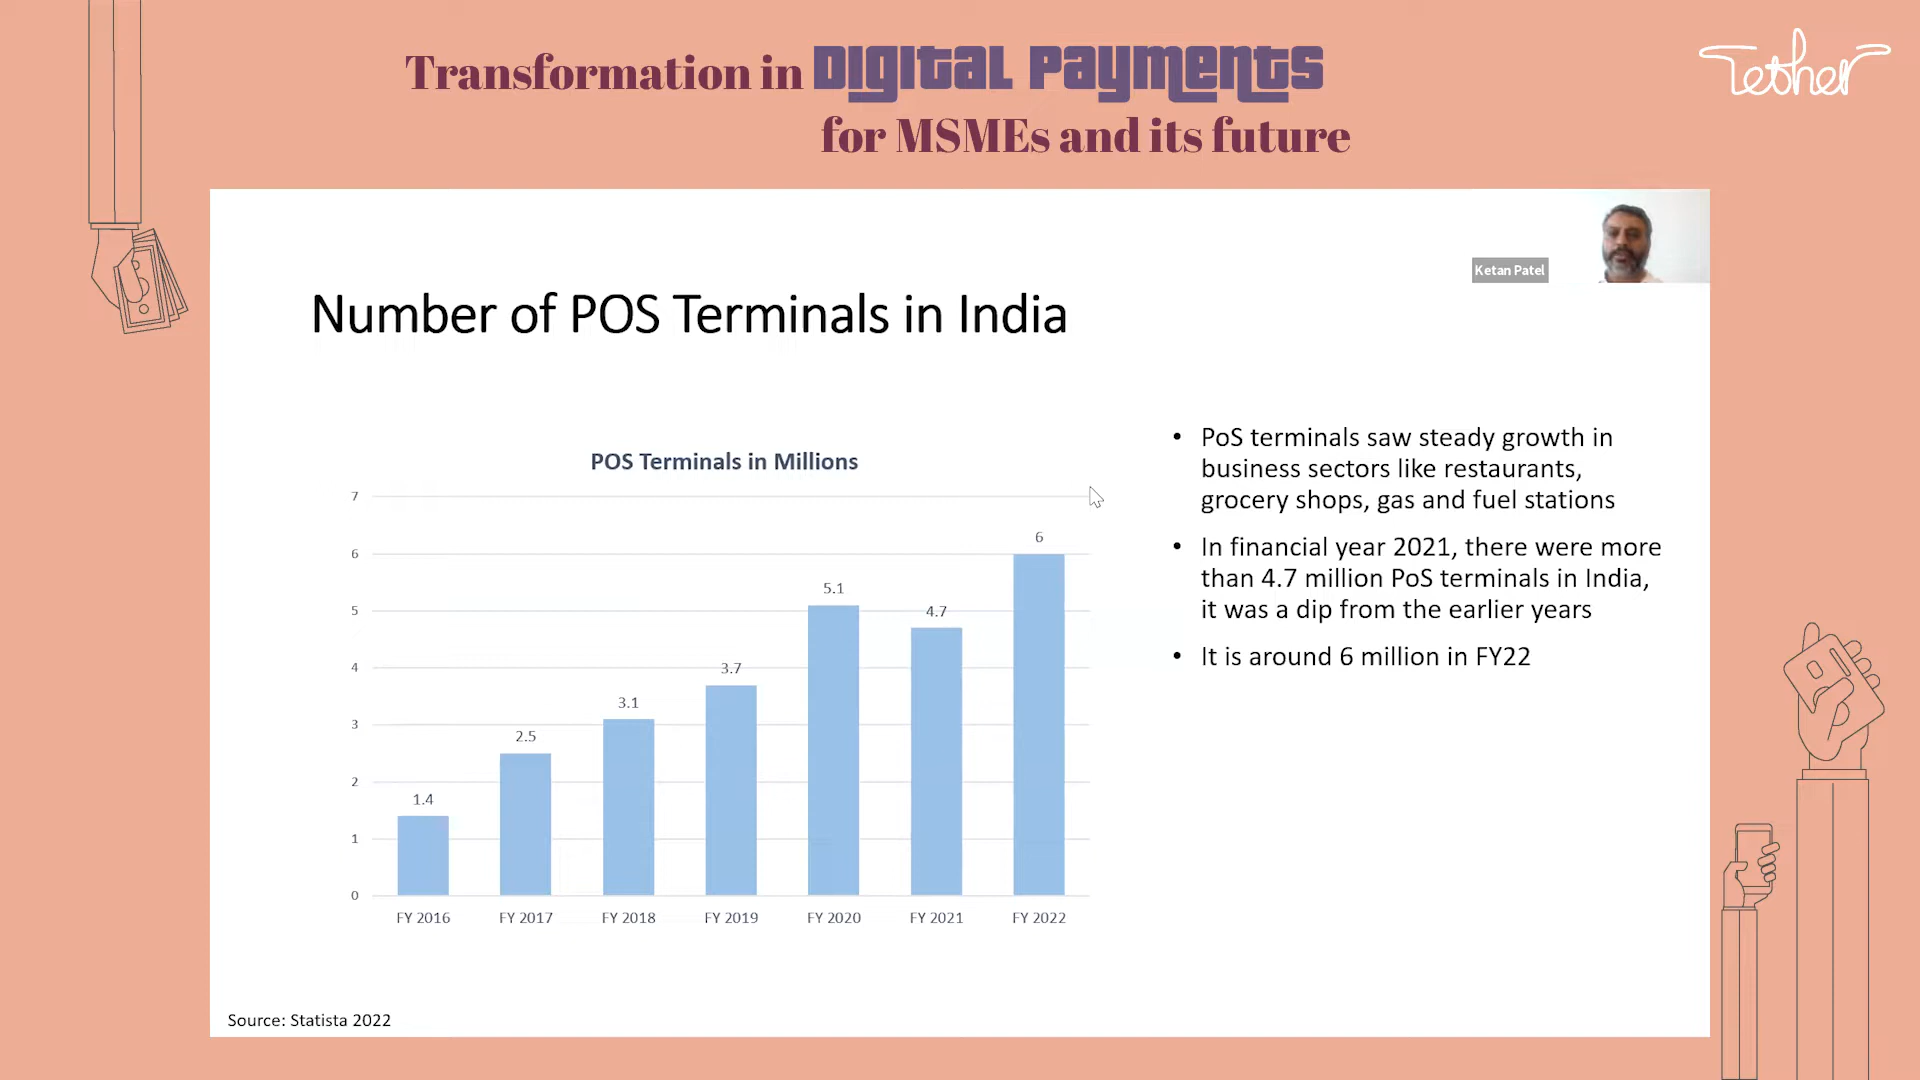 Transformation in Digital Payments
for MSMEs and its future
Tether
Ketan Patel
Number of POS Terminals in India
POS Terminals in Millions
7
6
5
4
3
2
1
0
1.4
2.5
3.1
3.7
5.1
4.7
6
FY 2016
FY 2017
FY 2018
FY 2019
FY 2020
FY 2021
FY 2022
• PoS terminals saw steady growth in
business sectors like restaurants,
grocery shops, gas and fuel stations
• In financial year 2021, there were more
than 4.7 million PoS terminals in India,
it was a dip from the earlier years
• It is around 6 million in FY22
Source: Statista 2022